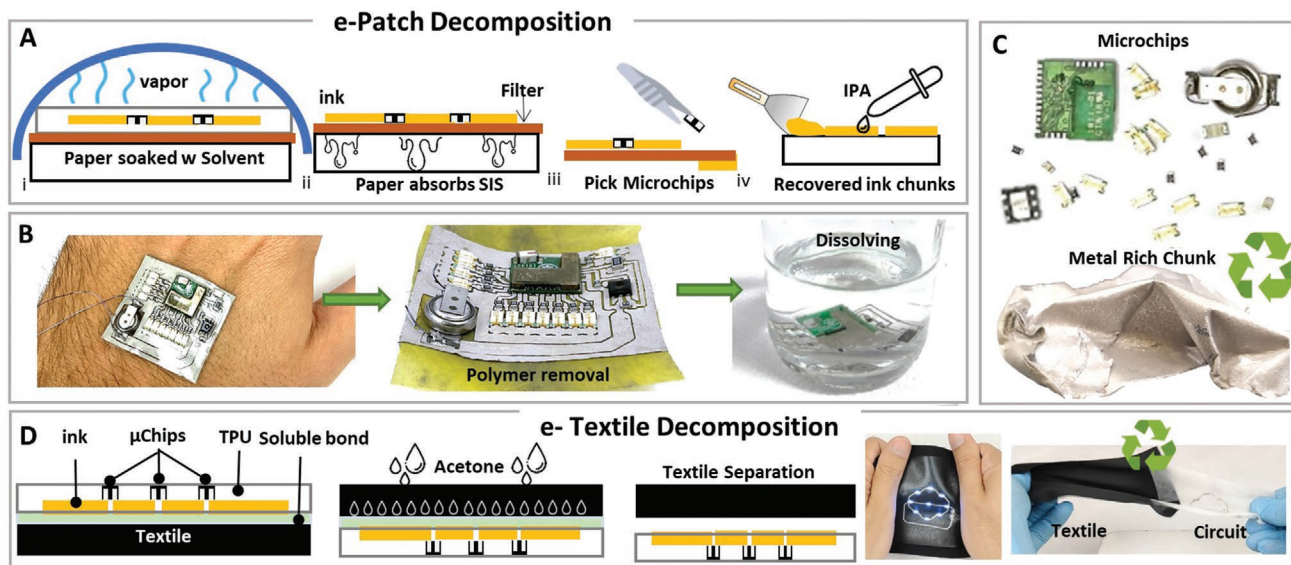 e-Patch Decomposition
A
vapor
Paper soaked w Solvent
i
ink
Filter
ii
Paper absorbs SIS
iii
Pick Microchips
iv
IPA
Recovered ink chunks
B
Polymer removal
Dissolving
C
Microchips
Metal Rich Chunk
e- Textile Decomposition
D
ink
µChips
TPU
Soluble bond
Textile
Acetone
Textile Separation
Textile
Circuit